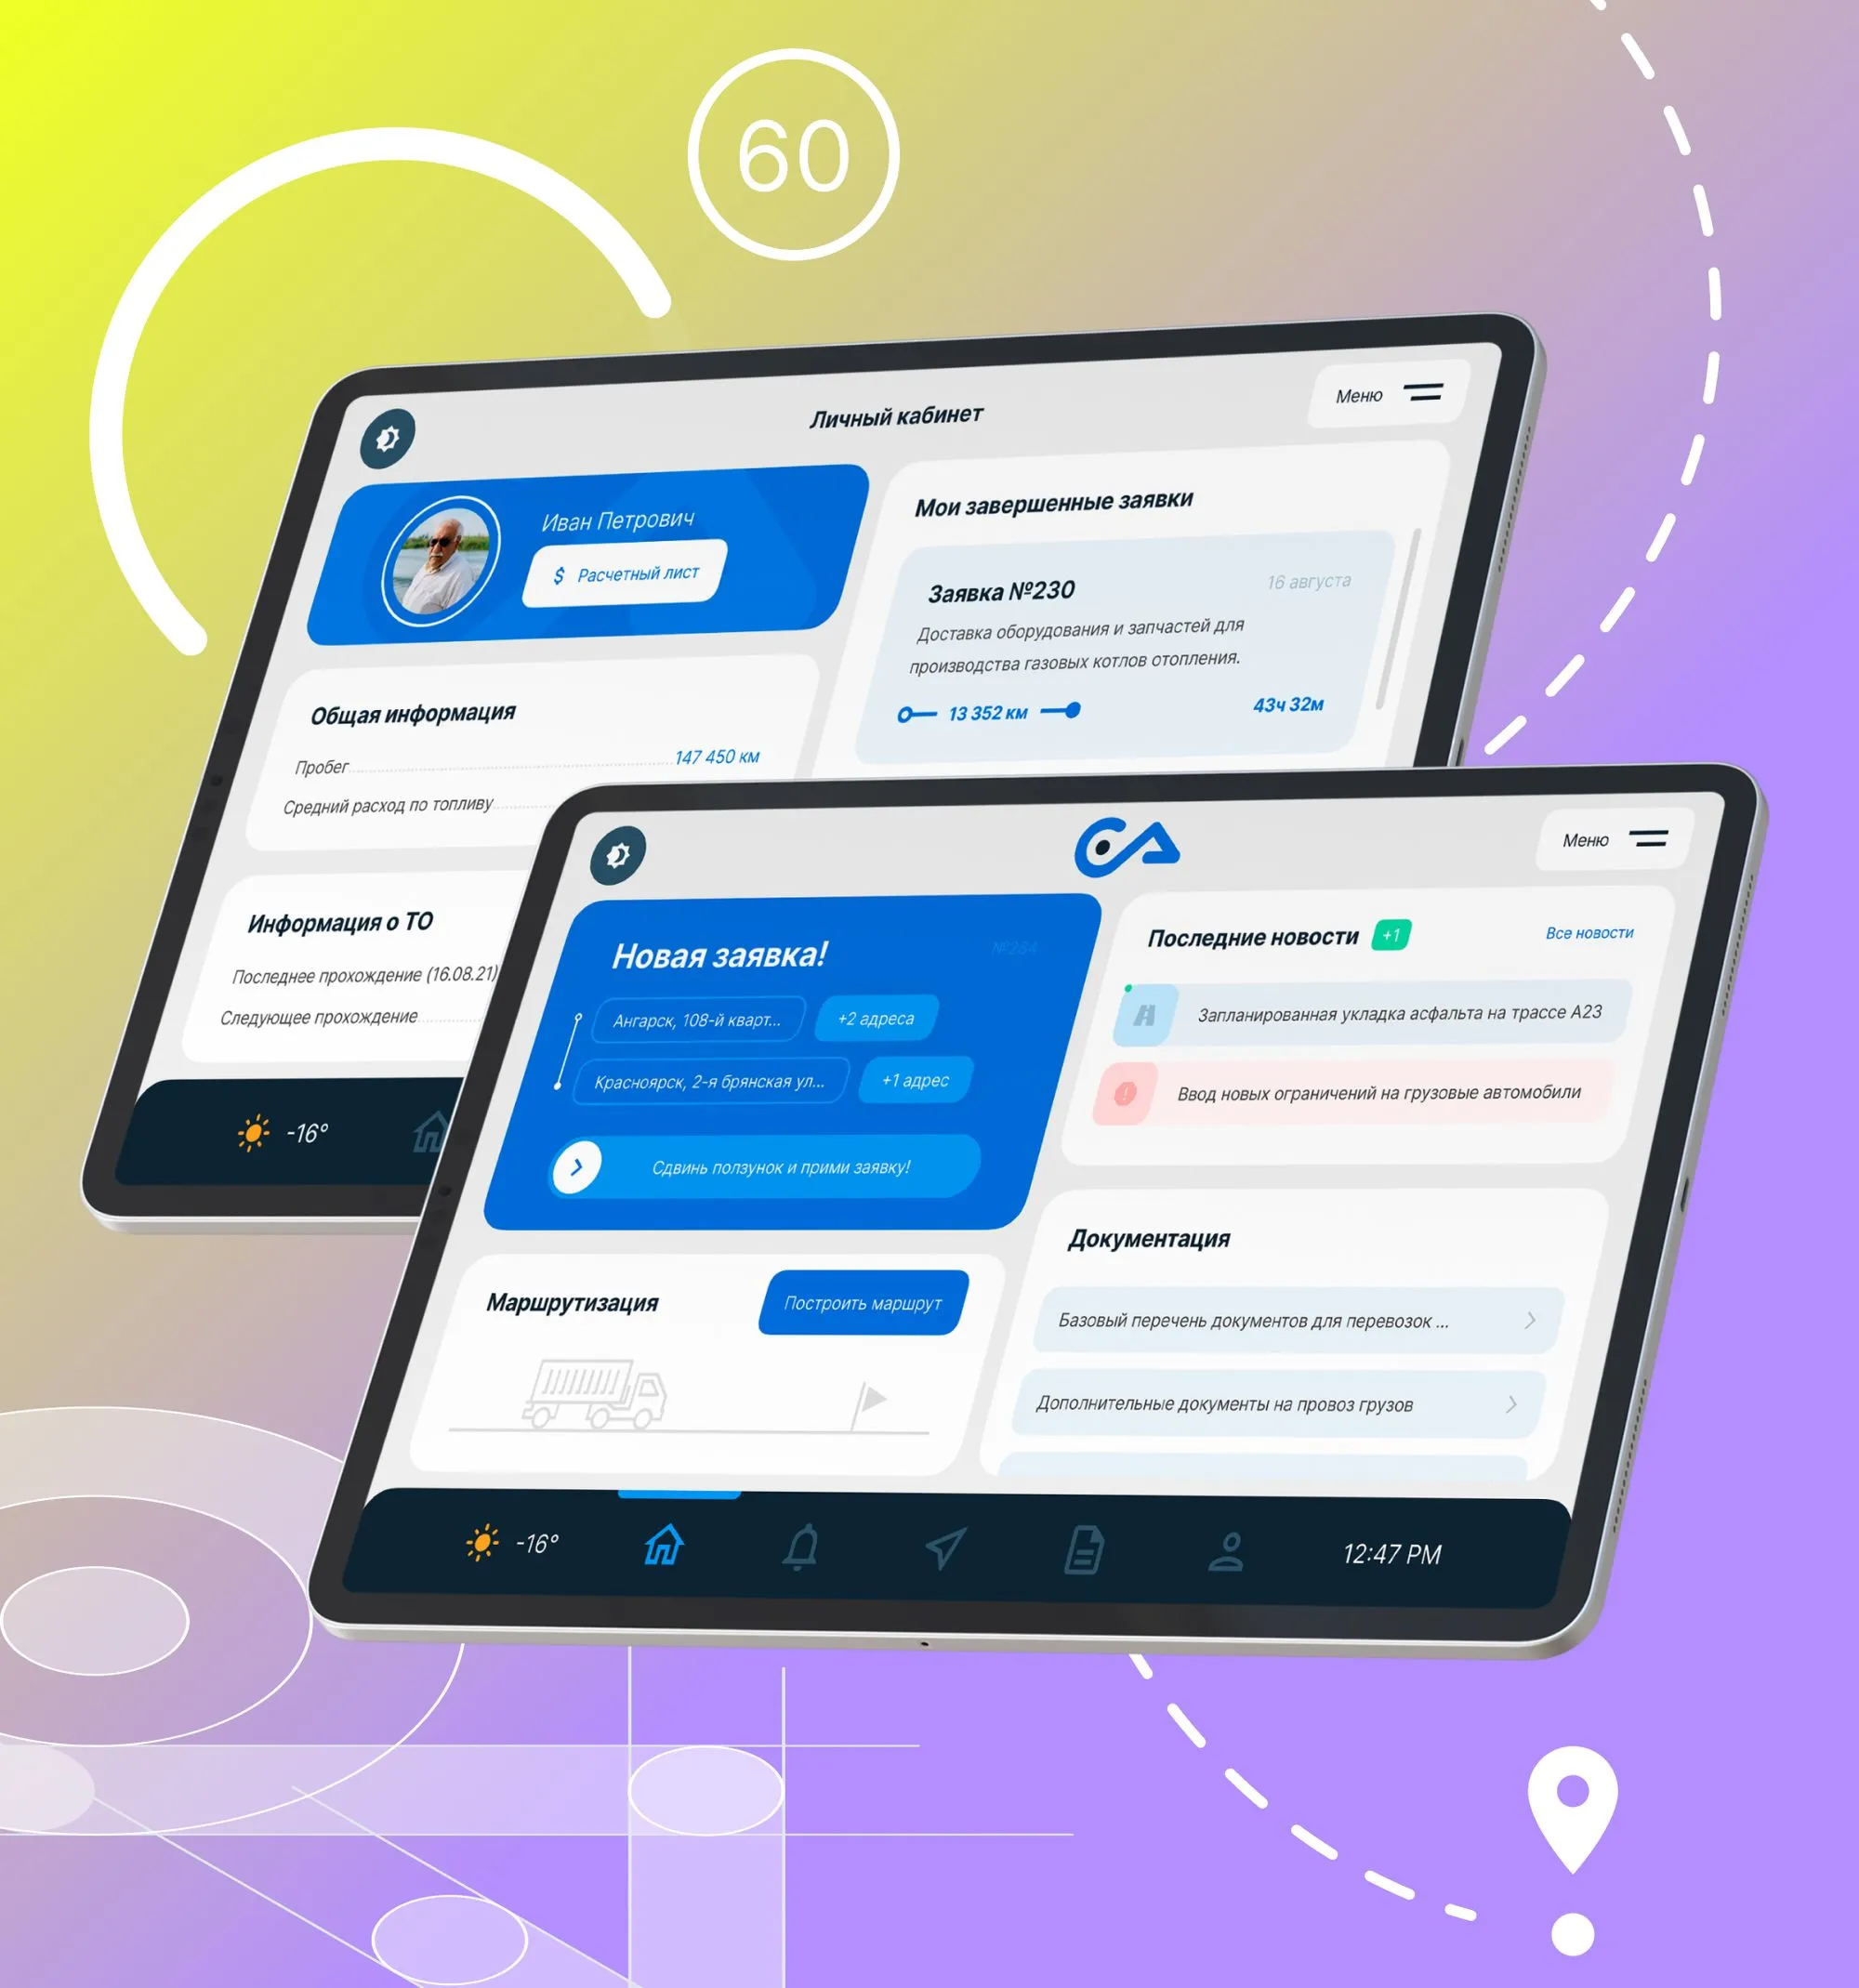 60
Личный кабинет
Меню
Иван Петрович
$ Расчетный лист
Общая информация
Пробег 147 450 км
Средний расход по топливу
Информация о ТО
Последнее прохождение (16.08.21)
Следующее прохождение
-16°
Мои завершенные заявки
Заявка №230
16 августа
Доставка оборудования и запчастей для
производства газовых котлов отопления.
13 352 км
43ч 32м
Меню
Новая заявка!
№284
Ангарск, 108-й кварт...
+2 адреса
Красноярск, 2-я брянская ул...
+1 адрес
Сдвинь ползунок и прими заявку!
Маршрутизация
Построить маршрут
Последние новости +1
Все новости
Запланированная укладка асфальта на трассе А23
Ввод новых ограничений на грузовые автомобили
Документация
Базовый перечень документов для перевозок ...
Дополнительные документы на провоз грузов
-16°
12:47 PM